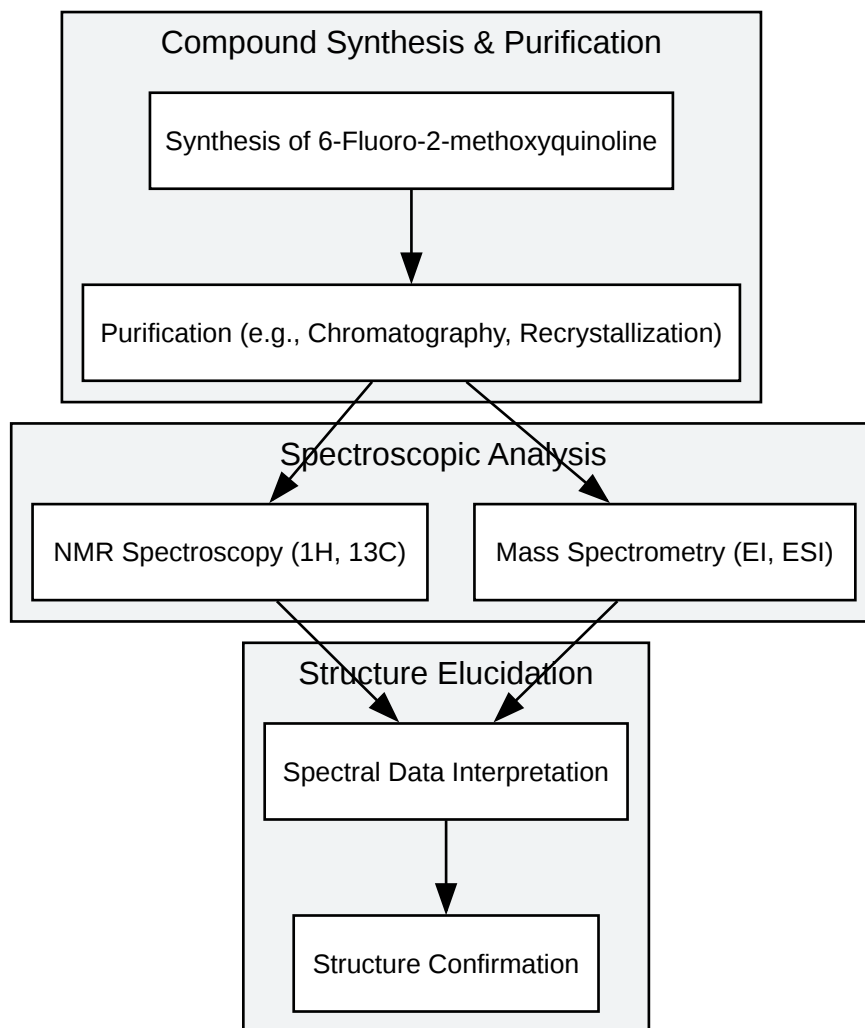 Compound Synthesis & Purification
Synthesis of 6-Fluoro-2-methoxyquinoline
Purification (e.g., Chromatography, Recrystallization)
Spectroscopic Analysis
NMR Spectroscopy (1H, 13C)
Mass Spectrometry (EI, ESI)
Structure Elucidation
Spectral Data Interpretation
Structure Confirmation